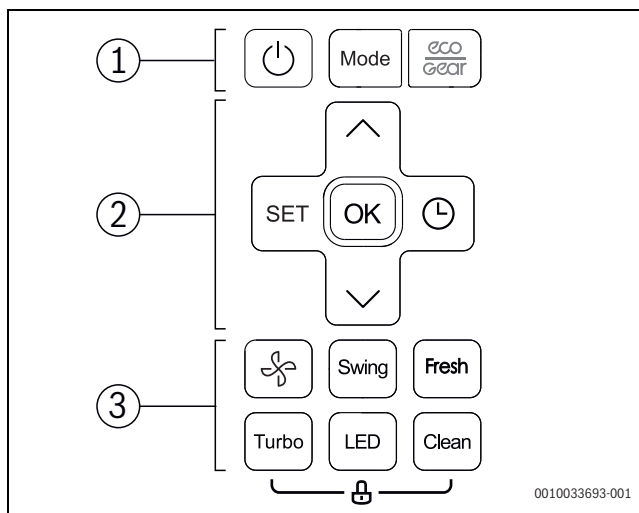 1
Mode
eco
Gear
2
SET
OK
3
Swing
Fresh
Turbo
LED
Clean
0010033693-001